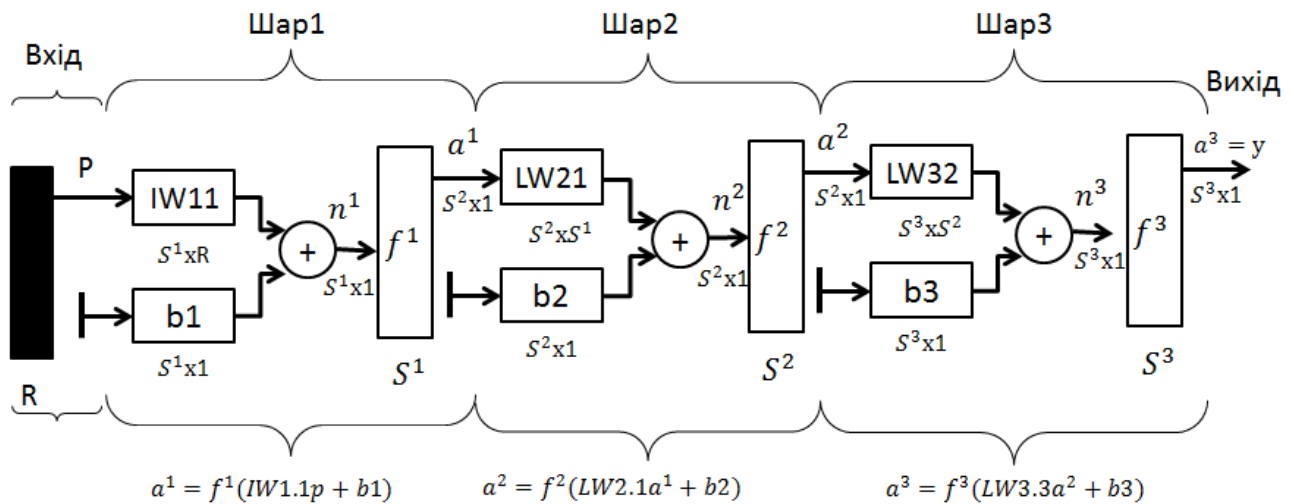 Шар1
Шар2
Шар3
Вхід
Вихід
P
IW11
S¹xR
b1
S¹x1
+
n¹
S¹x1
f¹
S¹
a¹
S²x1
LW21
S²xS¹
b2
S²x1
+
n²
S²x1
f²
S²
a²
S²x1
LW32
S³xS²
b3
S³x1
+
n³
S³x1
f³
S³
a³ = y
S³x1
R
a¹ = f¹(IW1.1p + b1)
a² = f²(LW2.1a¹ + b2)
a³ = f³(LW3.3a² + b3)